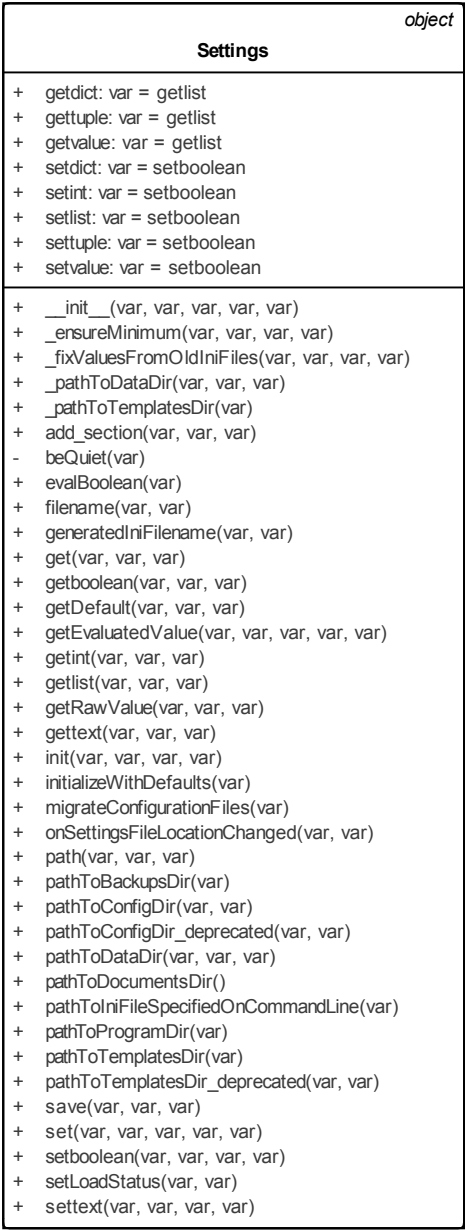 object
Settings
+ getdict: var = getlist
+ gettuple: var = getlist
+ getvalue: var = getlist
+ setdict: var = setboolean
+ setint: var = setboolean
+ setlist: var = setboolean
+ settuple: var = setboolean
+ setvalue: var = setboolean
+ __init__(var, var, var, var, var)
+ _ensureMinimum(var, var, var, var)
+ _fixValuesFromOldIniFiles(var, var, var, var)
+ _pathToDataDir(var, var, var)
+ _pathToTemplatesDir(var)
+ add_section(var, var, var)
- beQuiet(var)
+ evalBoolean(var)
+ filename(var, var)
+ generatedIniFilename(var, var)
+ get(var, var, var)
+ getboolean(var, var, var)
+ getDefault(var, var, var)
+ getEvaluatedValue(var, var, var, var, var)
+ getint(var, var, var)
+ getlist(var, var, var)
+ getRawValue(var, var, var)
+ gettext(var, var, var)
+ init(var, var, var, var)
+ initializeWithDefaults(var)
+ migrateConfigurationFiles(var)
+ onSettingsFileLocationChanged(var, var)
+ path(var, var, var)
+ pathToBackupsDir(var)
+ pathToConfigDir(var, var)
+ pathToConfigDir_deprecated(var, var)
+ pathToDataDir(var, var, var)
+ pathToDocumentsDir()
+ pathToIniFileSpecifiedOnCommandLine(var)
+ pathToProgramDir(var)
+ pathToTemplatesDir(var)
+ pathToTemplatesDir_deprecated(var, var)
+ save(var, var, var)
+ set(var, var, var, var, var)
+ setboolean(var, var, var, var)
+ setLoadStatus(var, var)
+ settext(var, var, var, var)